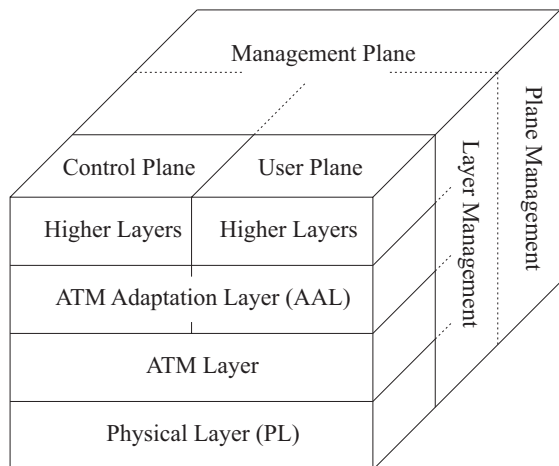 Management Plane
Control Plane
User Plane
Higher Layers
Higher Layers
ATM Adaptation Layer (AAL)
ATM Layer
Physical Layer (PL)
Layer Management
Plane Management